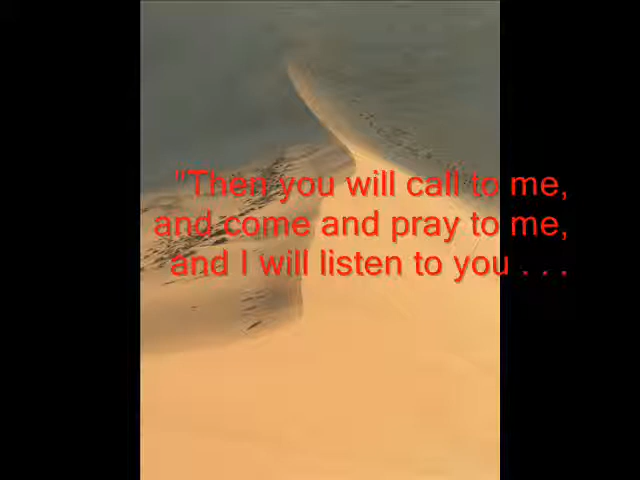 "Then you will call to me,
and come and pray to me,
and I will listen to you . . .